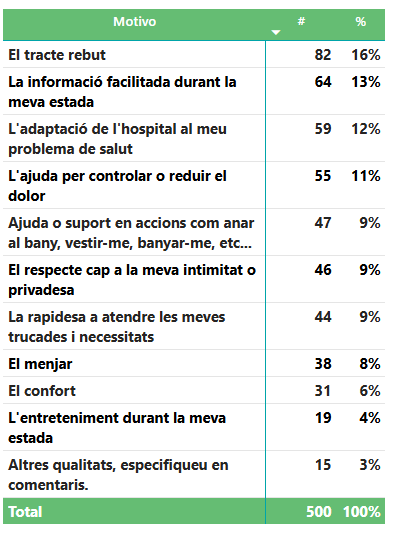 Motivo # %
El tracte rebut 82 16%
La informació facilitada durant la 64 13%
meva estada
L'adaptació de l'hospital al meu 59 12%
problema de salut
L'ajuda per controlar o reduir el 55 11%
dolor
Ajuda o suport en accions com anar 47 9%
al bany, vestir-me, banyar-me, etc...
El respecte cap a la meva intimitat o 46 9%
privadesa
La rapidesa a atendre les meves 44 9%
trucades i necessitats
El menjar 38 8%
El confort 31 6%
L'entreteniment durant la meva 19 4%
estada
Altres qualitats, especifiqueu en 15 3%
comentaris.
Total 500 100%